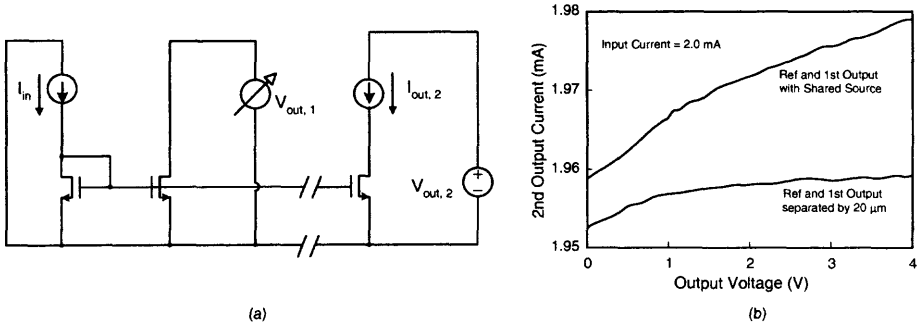 I_in
V_out, 1
I_out, 2
V_out, 2
+
−
(a)
2nd Output Current (mA)
1.98
1.97
1.96
1.95
Input Current = 2.0 mA
Ref and 1st Output
with Shared Source
Ref and 1st Output
separated by 20 µm
0
1
2
3
4
Output Voltage (V)
(b)